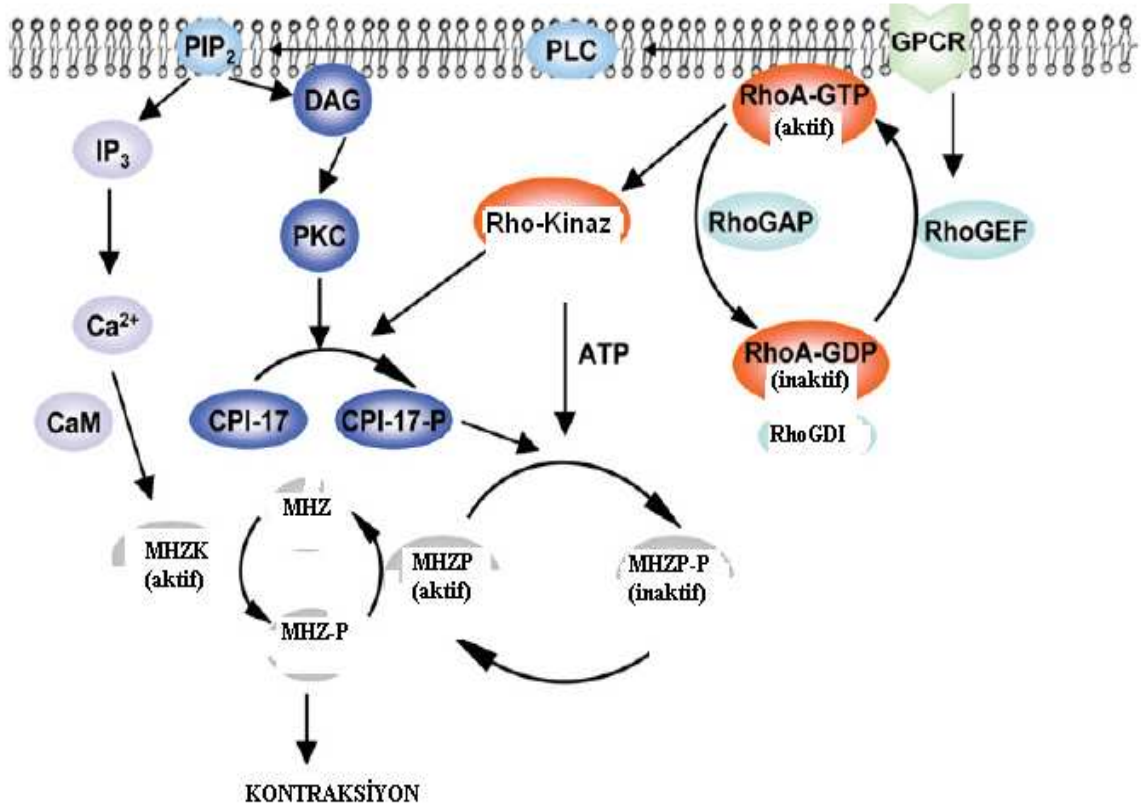 PIP₂
PLC
GPCR
DAG
RhoA-GTP
(aktif)
IP₃
PKC
Rho-Kinaz
RhoGAP
RhoGEF
Ca²⁺
ATP
RhoA-GDP
(inaktif)
CaM
CPI-17
CPI-17-P
RhoGDI
MHZ
MHZK
(aktif)
MHZP
(aktif)
MHZP-P
(inaktif)
MHZ-P
KONTRAKSİYON